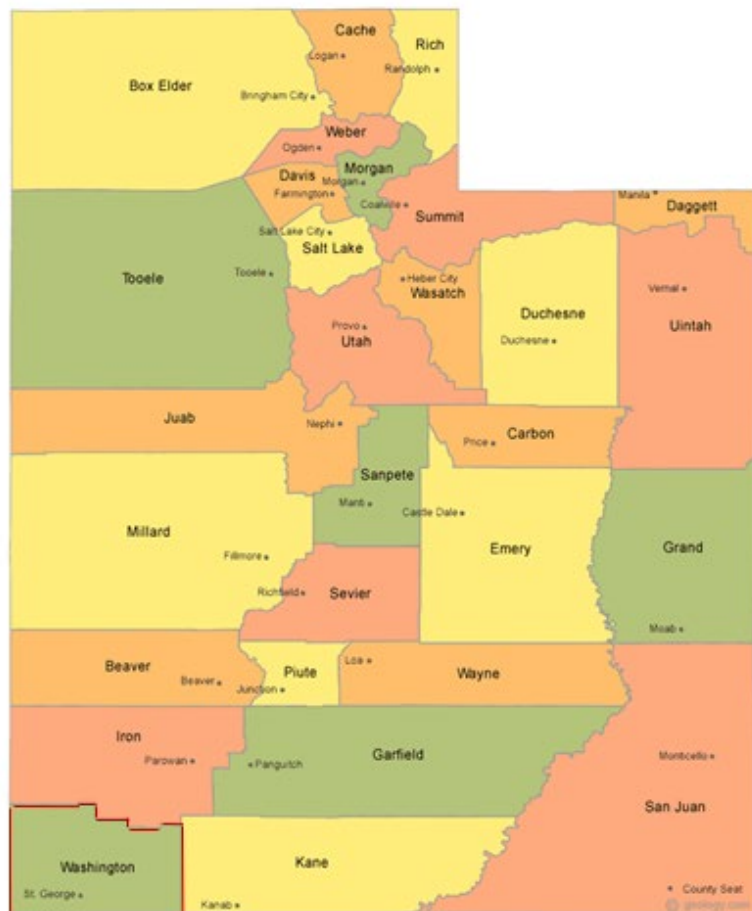 Cache
Rich
Logan
Randolph
Box Elder
Bringham City
Weber
Ogden
Davis
Morgan
Morgan
Farmington
Manila
Daggett
Coalville
Summit
Salt Lake City
Salt Lake
Tooele
Tooele
Heber City
Wasatch
Vernal
Duchesne
Uintah
Provo
Utah
Duchesne
Juab
Nephi
Carbon
Price
Sanpete
Manti
Castle Dale
Millard
Emery
Grand
Fillmore
Richfield
Sevier
Moab
Beaver
Beaver
Piute
Junction
Loa
Wayne
Iron
Parowan
Panguitch
Garfield
Monticello
San Juan
Washington
St. George
Kane
Kanab
County Seat
© geology.com